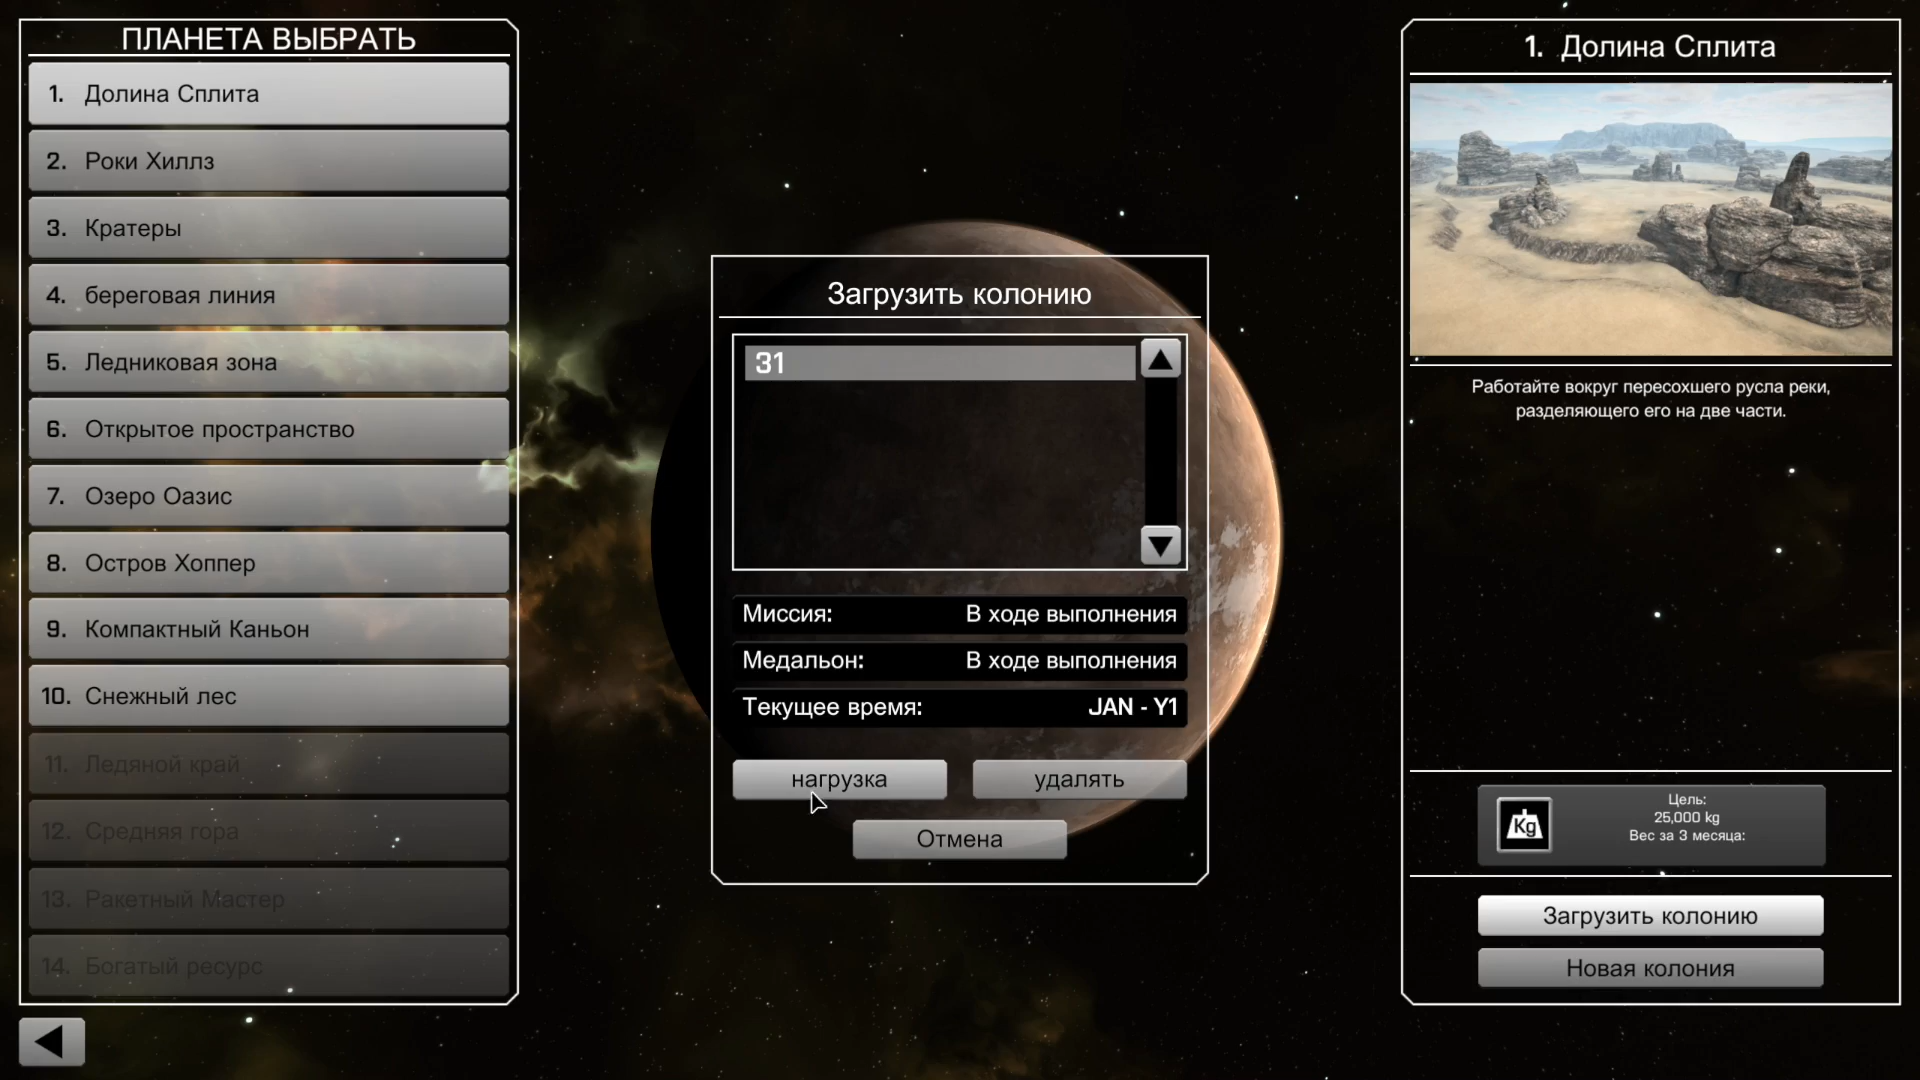 ПЛАНЕТА ВЫБРАТЬ
1. Долина Сплита
2. Роки Хиллз
3. Кратеры
4. береговая линия
5. Ледниковая зона
6. Открытое пространство
7. Озеро Оазис
8. Остров Хоппер
9. Компактный Каньон
10. Снежный лес
11. Ледяной край
12. Средняя гора
13. Ракетный Мастер
14. Богатый ресурс
Загрузить колонию
31
Миссия: В ходе выполнения
Медальон: В ходе выполнения
Текущее время: JAN - Y1
нагрузка
удалять
Отмена
1. Долина Сплита
Работайте вокруг пересохшего русла реки,
разделяющего его на две части.
Kg
Цель:
25,000 kg
Вес за 3 месяца:
Загрузить колонию
Новая колония